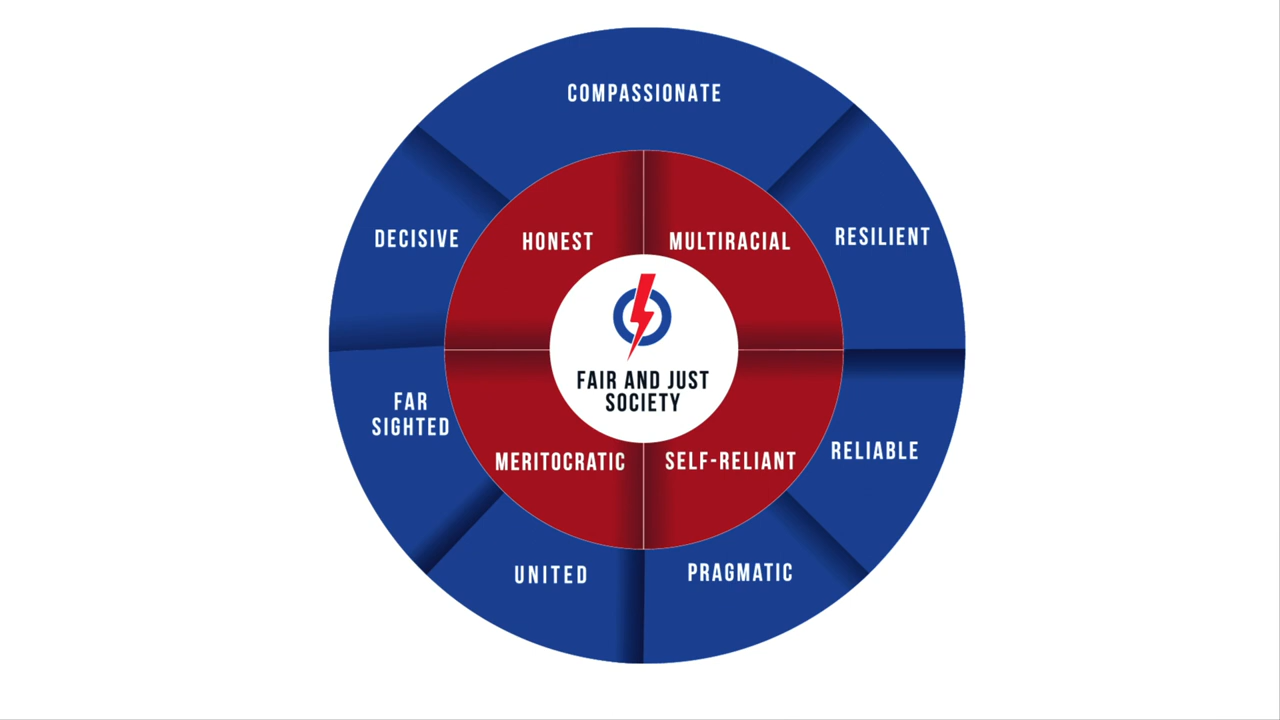 COMPASSIONATE
DECISIVE
HONEST
MULTIRACIAL
RESILIENT
FAIR AND JUST
SOCIETY
FAR
SIGHTED
MERITOCRATIC
SELF-RELIANT
RELIABLE
UNITED
PRAGMATIC